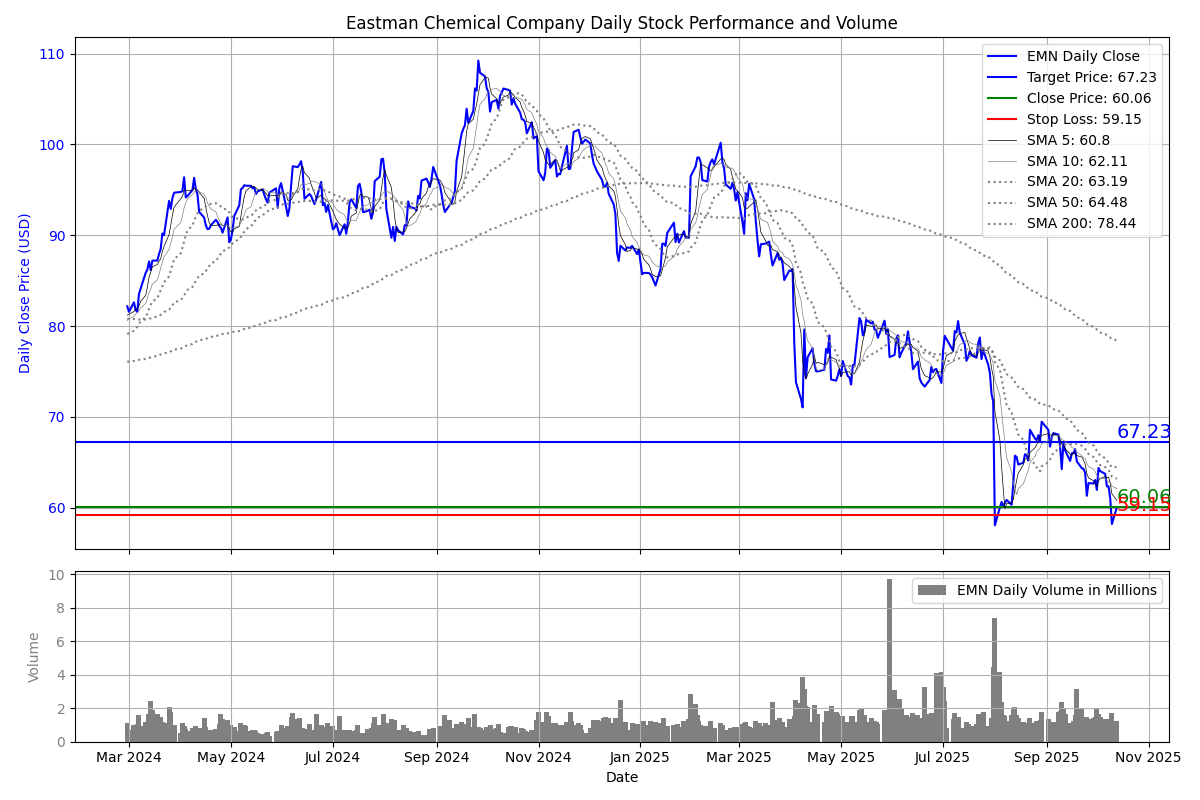 Eastman Chemical Company Daily Stock Performance and Volume
Daily Close Price (USD)
110
100
90
80
70
60
EMN Daily Close
Target Price: 67.23
Close Price: 60.06
Stop Loss: 59.15
SMA 5: 60.8
SMA 10: 62.11
SMA 20: 63.19
SMA 50: 64.48
SMA 200: 78.44
67.23
60.06
59.15
Volume
10
8
6
4
2
0
EMN Daily Volume in Millions
Mar 2024 May 2024 Jul 2024 Sep 2024 Nov 2024 Jan 2025 Mar 2025 May 2025 Jul 2025 Sep 2025 Nov 2025
Date